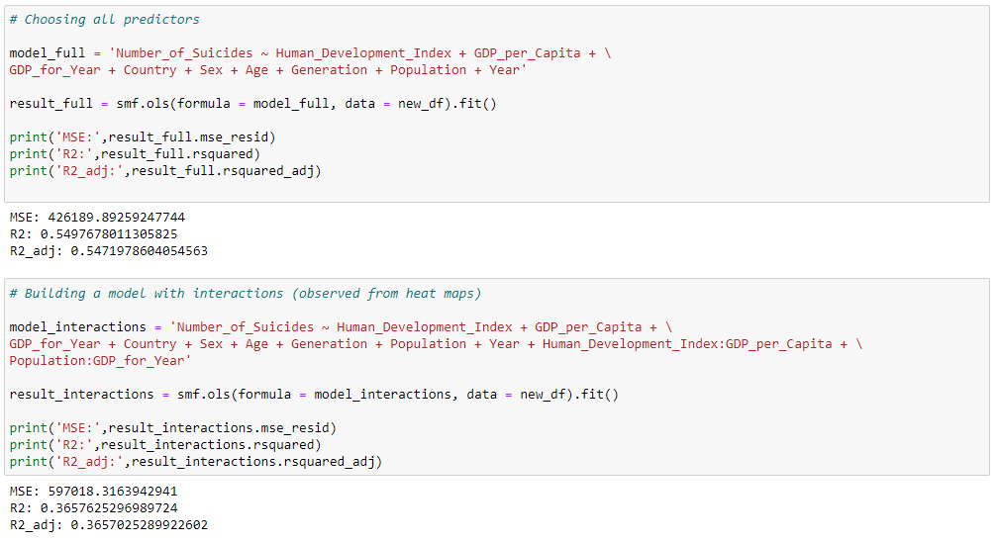 # Choosing all predictors
model_full = 'Number_of_Suicides ~ Human_Development_Index + GDP_per_Capita + \
GDP_for_Year + Country + Sex + Age + Generation + Population + Year'
result_full = smf.ols(formula = model_full, data = new_df).fit()
print('MSE:',result_full.mse_resid)
print('R2:',result_full.rsquared)
print('R2_adj:',result_full.rsquared_adj)
MSE: 426189.89259247744
R2: 0.5497678011305825
R2_adj: 0.5471978604054563
# Building a model with interactions (observed from heat maps)
model_interactions = 'Number_of_Suicides ~ Human_Development_Index + GDP_per_Capita + \
GDP_for_Year + Country + Sex + Age + Generation + Population + Year + Human_Development_Index:GDP_per_Capita + \
Population:GDP_for_Year'
result_interactions = smf.ols(formula = model_interactions, data = new_df).fit()
print('MSE:',result_interactions.mse_resid)
print('R2:',result_interactions.rsquared)
print('R2_adj:',result_interactions.rsquared_adj)
MSE: 597018.3163942941
R2: 0.3657625296989724
R2_adj: 0.3657025289922602